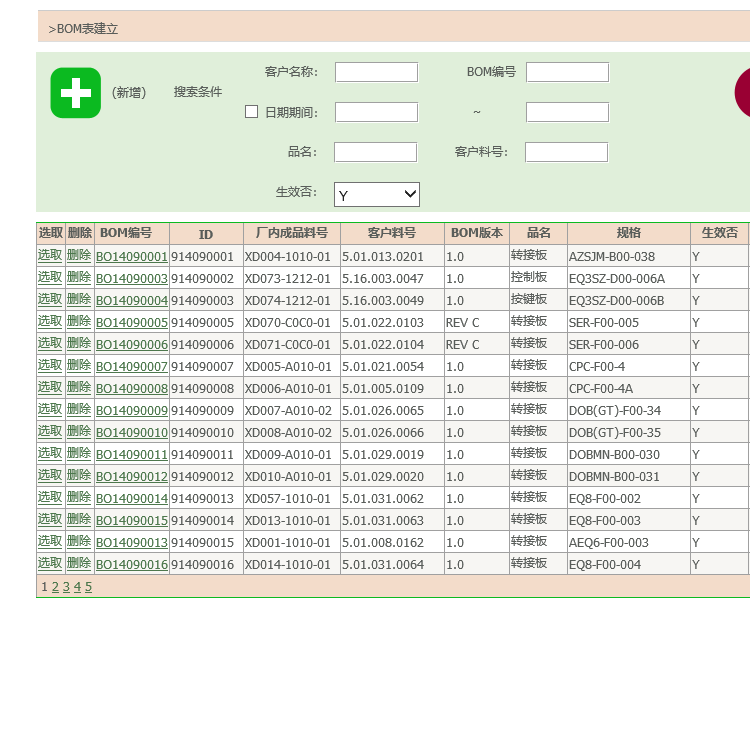 >BOM表建立
客户名称: BOM编号
(新增) 搜索条件
日期期间: ~
品名: 客户料号:
生效否: Y
选取 删除 BOM编号 ID 厂内成品料号 客户料号 BOM版本 品名 规格 生效否
选取 删除 BO14090001 914090001 XD004-1010-01 5.01.013.0201 1.0 转接板 AZSJM-B00-038 Y
选取 删除 BO14090003 914090002 XD073-1212-01 5.16.003.0047 1.0 控制板 EQ3SZ-D00-006A Y
选取 删除 BO14090004 914090003 XD074-1212-01 5.16.003.0049 1.0 按键板 EQ3SZ-D00-006B Y
选取 删除 BO14090005 914090005 XD070-C0C0-01 5.01.022.0103 REV C 转接板 SER-F00-005 Y
选取 删除 BO14090006 914090006 XD071-C0C0-01 5.01.022.0104 REV C 转接板 SER-F00-006 Y
选取 删除 BO14090007 914090007 XD005-A010-01 5.01.021.0054 1.0 转接板 CPC-F00-4 Y
选取 删除 BO14090008 914090008 XD006-A010-01 5.01.005.0109 1.0 转接板 CPC-F00-4A Y
选取 删除 BO14090009 914090009 XD007-A010-02 5.01.026.0065 1.0 转接板 DOB(GT)-F00-34 Y
选取 删除 BO14090010 914090010 XD008-A010-02 5.01.026.0066 1.0 转接板 DOB(GT)-F00-35 Y
选取 删除 BO14090011 914090011 XD009-A010-01 5.01.029.0019 1.0 转接板 DOBMN-B00-030 Y
选取 删除 BO14090012 914090012 XD010-A010-01 5.01.029.0020 1.0 转接板 DOBMN-B00-031 Y
选取 删除 BO14090014 914090013 XD057-1010-01 5.01.031.0062 1.0 转接板 EQ8-F00-002 Y
选取 删除 BO14090015 914090014 XD013-1010-01 5.01.031.0063 1.0 转接板 EQ8-F00-003 Y
选取 删除 BO14090013 914090015 XD001-1010-01 5.01.008.0162 1.0 转接板 AEQ6-F00-003 Y
选取 删除 BO14090016 914090016 XD014-1010-01 5.01.031.0064 1.0 转接板 EQ8-F00-004 Y
1 2 3 4 5